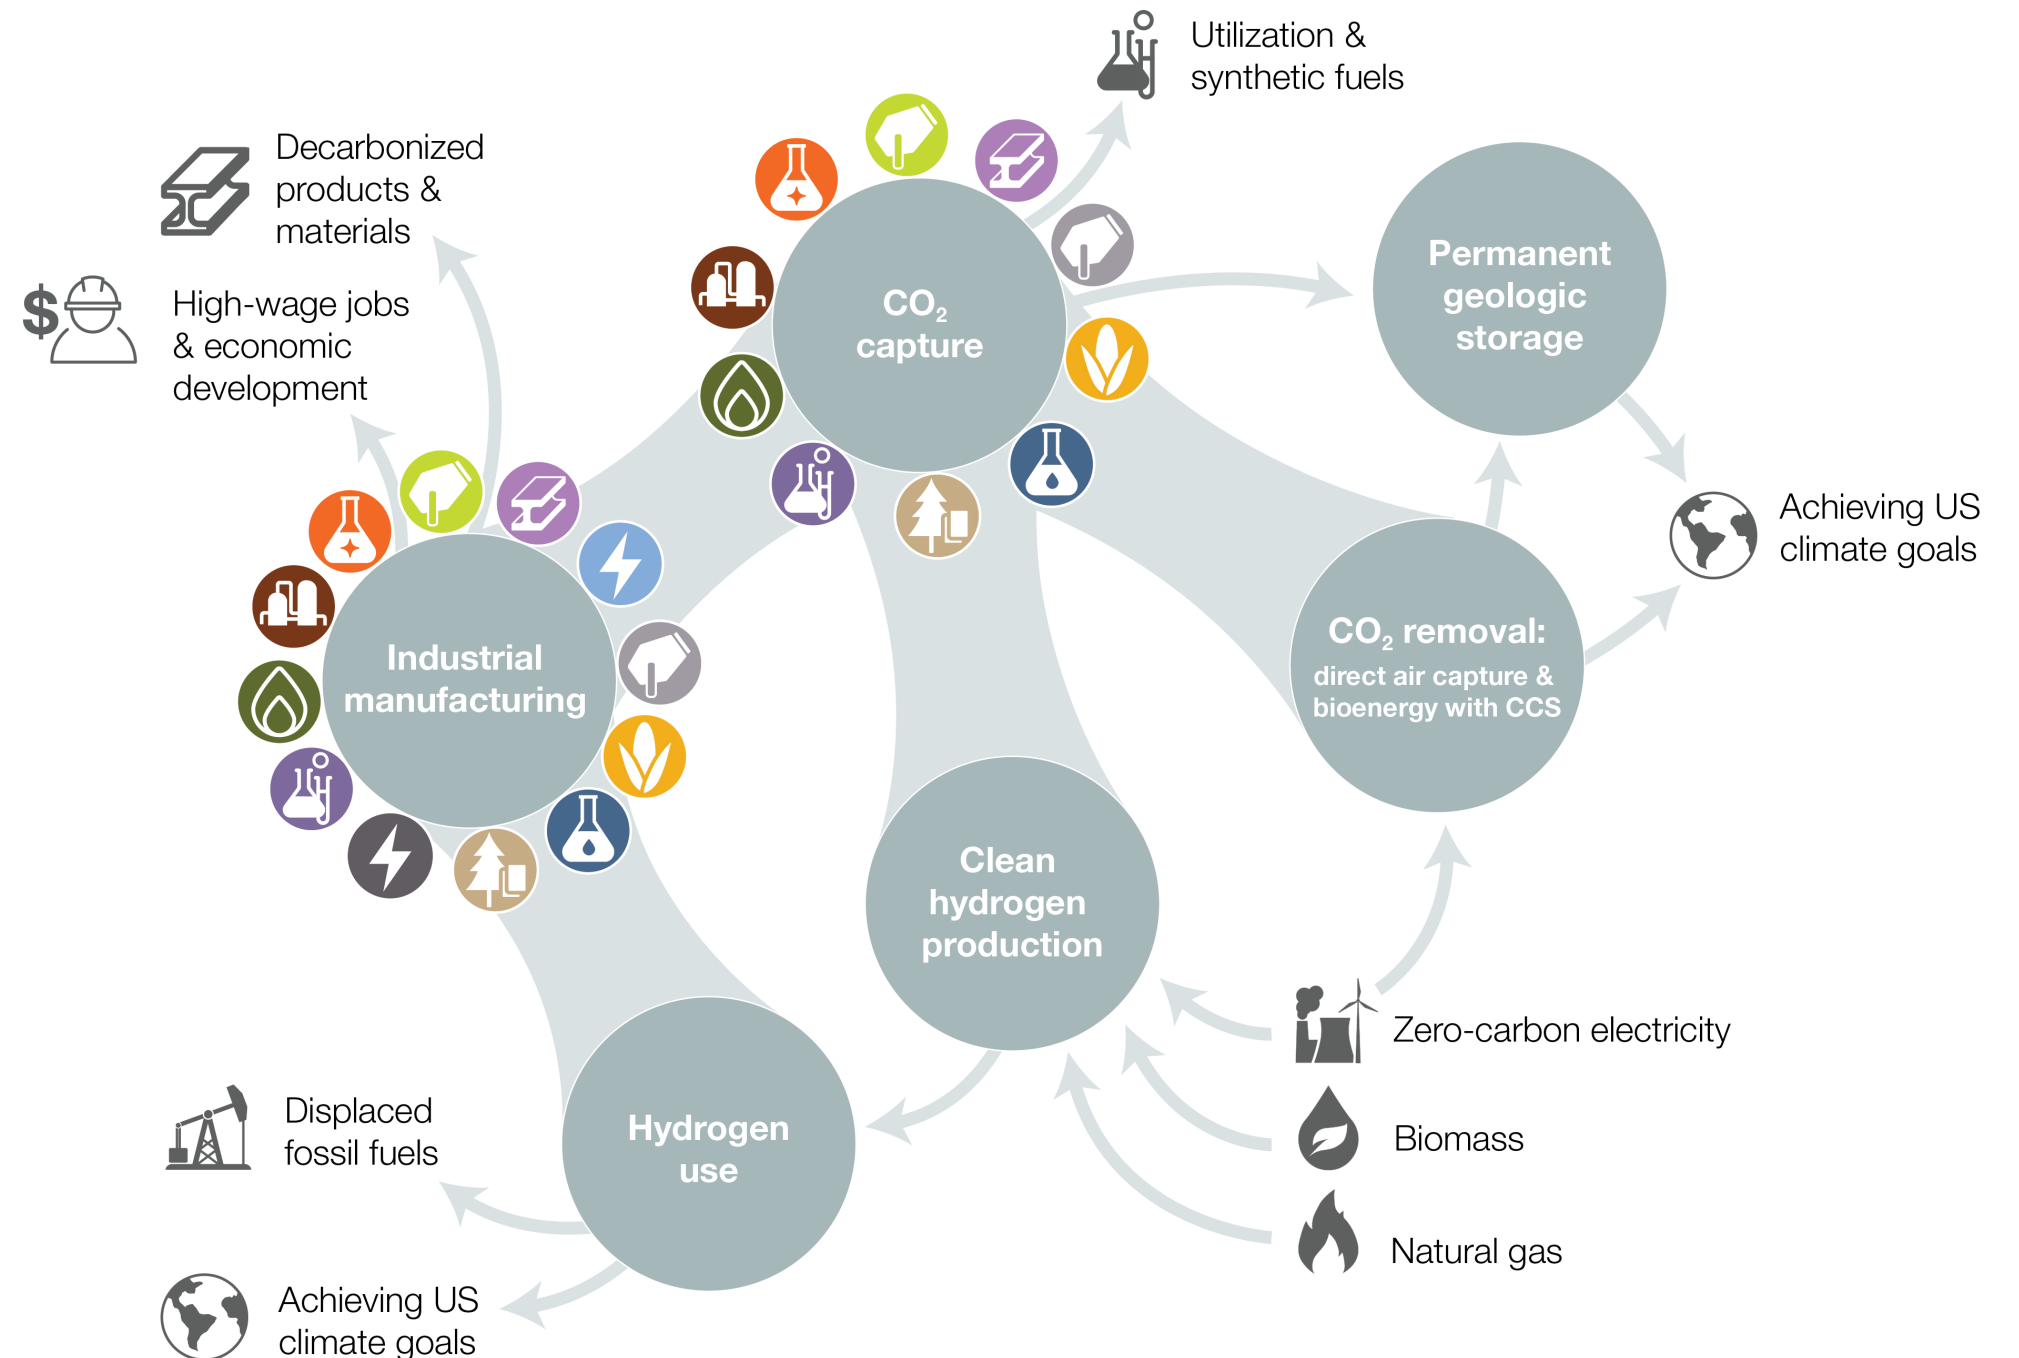 Utilization &
synthetic fuels
Decarbonized
products &
materials
$
High-wage jobs
& economic
development
CO₂
capture
Permanent
geologic
storage
Achieving US
climate goals
Industrial
manufacturing
CO₂ removal:
direct air capture &
bioenergy with CCS
Clean
hydrogen
production
Zero-carbon electricity
Biomass
Natural gas
Hydrogen
use
Displaced
fossil fuels
Achieving US
climate goals